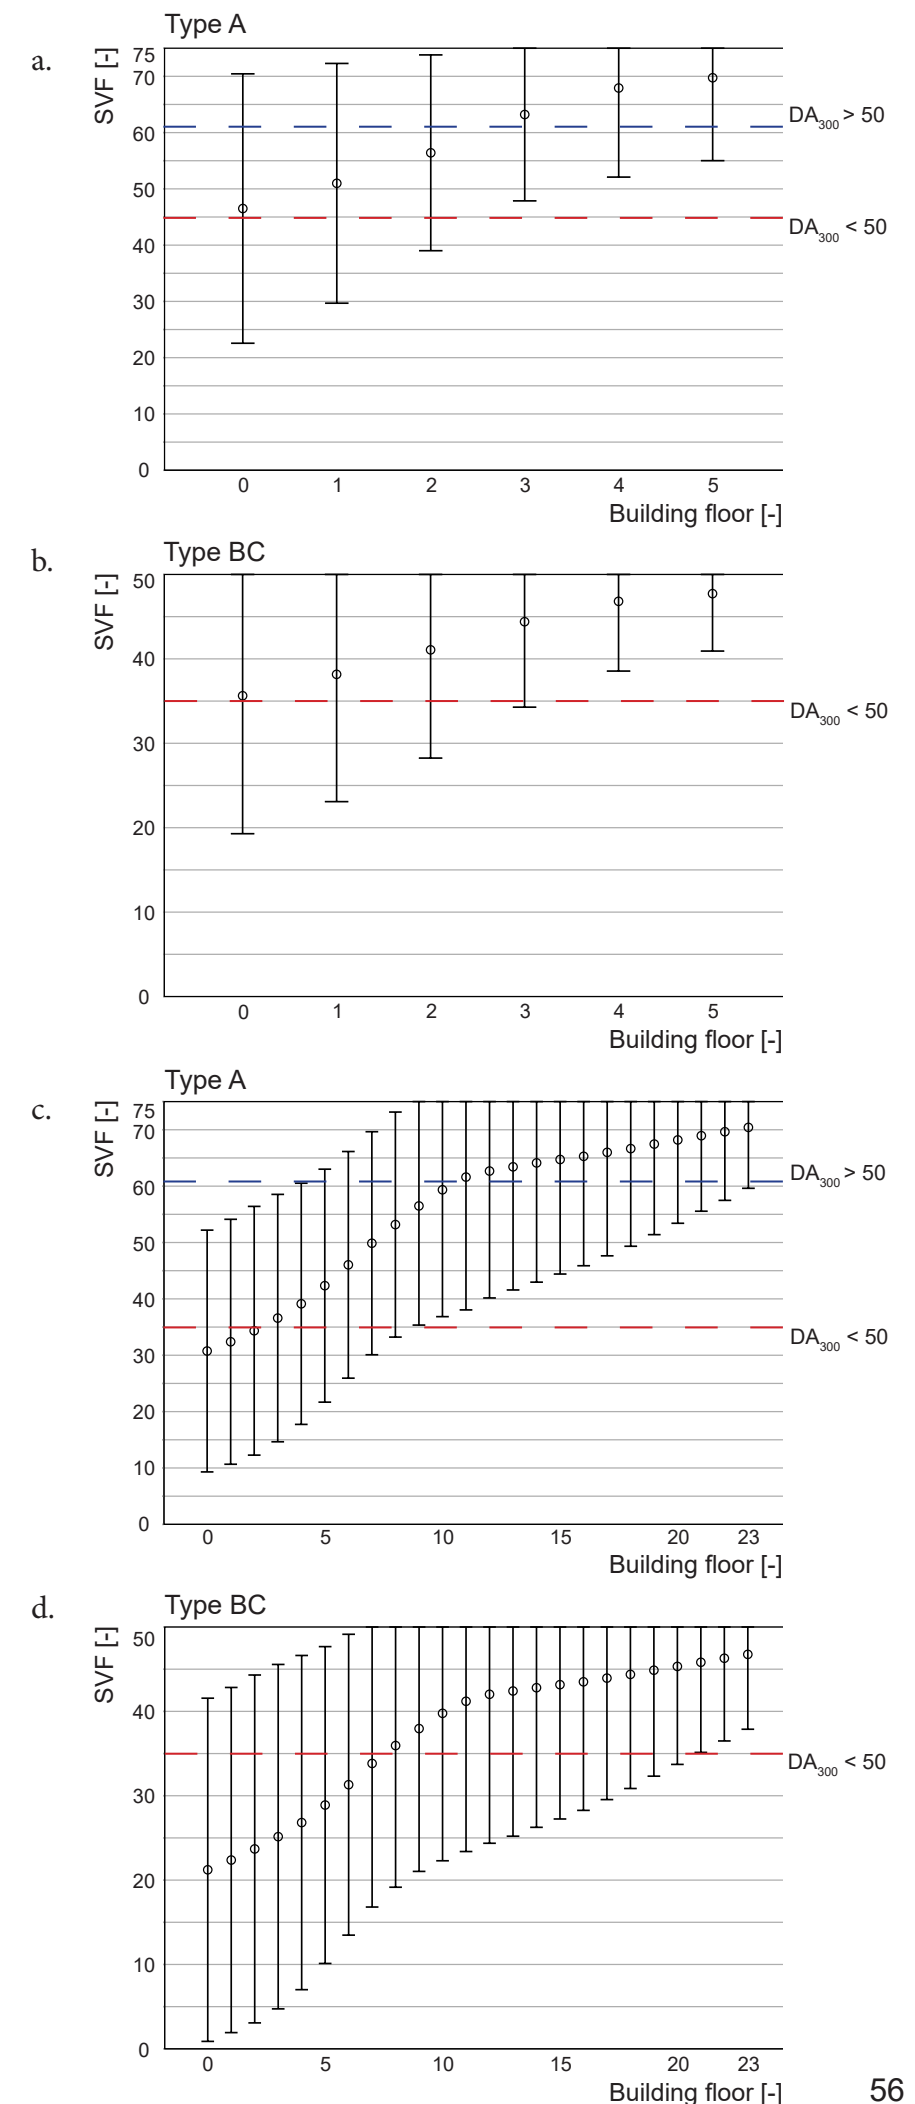 a.
Type A
SVF [-]
75
70
60
50
40
30
20
10
0
DA300 > 50
DA300 < 50
0 1 2 3 4 5
Building floor [-]
b.
Type BC
SVF [-]
50
40
30
20
10
0
DA300 < 50
0 1 2 3 4 5
Building floor [-]
c.
Type A
SVF [-]
75
70
60
50
40
30
20
10
0
DA300 > 50
DA300 < 50
0 5 10 15 20 23
Building floor [-]
d.
Type BC
SVF [-]
50
40
30
20
10
0
DA300 < 50
0 5 10 15 20 23
Building floor [-]
56